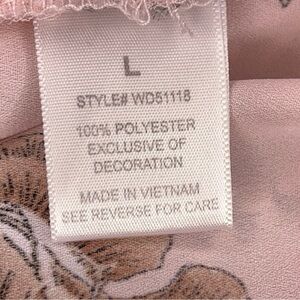 L
STYLE# WD51118
100% POLYESTER
EXCLUSIVE OF
DECORATION
MADE IN VIETNAM
SEE REVERSE FOR CARE